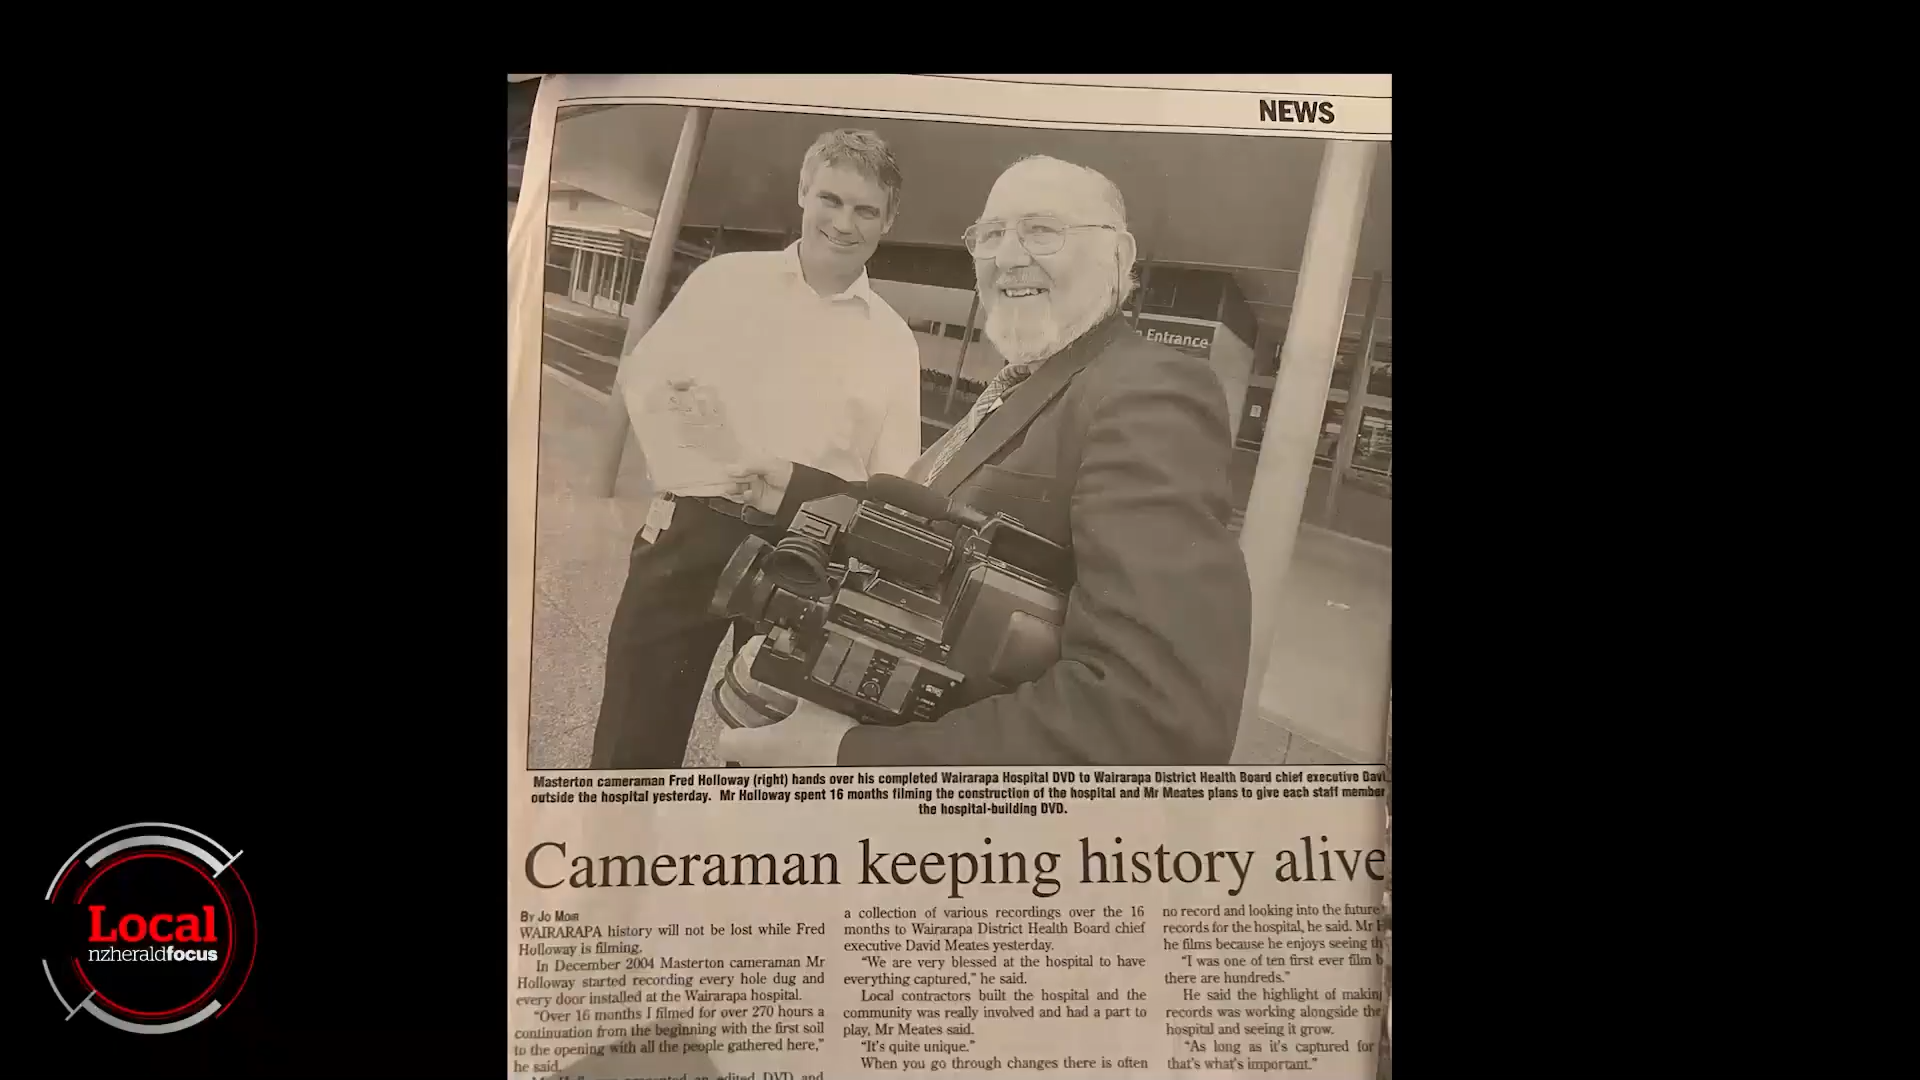 NEWS
Entrance
Masterton cameraman Fred Holloway (right) hands over his completed Wairarapa Hospital DVD to Wairarapa District Health Board chief executive Davi
outside the hospital yesterday. Mr Holloway spent 16 months filming the construction of the hospital and Mr Meates plans to give each staff member
the hospital-building DVD.
Cameraman keeping history alive
By Jo Moir
WAIRARAPA history will not be lost while Fred
Holloway is filming.
In December 2004 Masterton cameraman Mr
Holloway started recording every hole dug and
every door installed at the Wairarapa hospital.
"Over 16 months I filmed for over 270 hours a
continuation from the beginning with the first soil
to the opening with all the people gathered here,"
he said.
an edited DVD and
a collection of various recordings over the 16
months to Wairarapa District Health Board chief
executive David Meates yesterday.
"We are very blessed at the hospital to have
everything captured," he said.
Local contractors built the hospital and the
community was really involved and had a part to
play, Mr Meates said.
"It's quite unique."
When you go through changes there is often
no record and looking into the future
records for the hospital, he said. Mr
he films because he enjoys seeing
"I was one of ten first ever film
there are hundreds."
He said the highlight of
records was working alongside the
hospital and seeing it grow.
"As long as it's captured for
that's what's important."
Local
nzheraldfocus